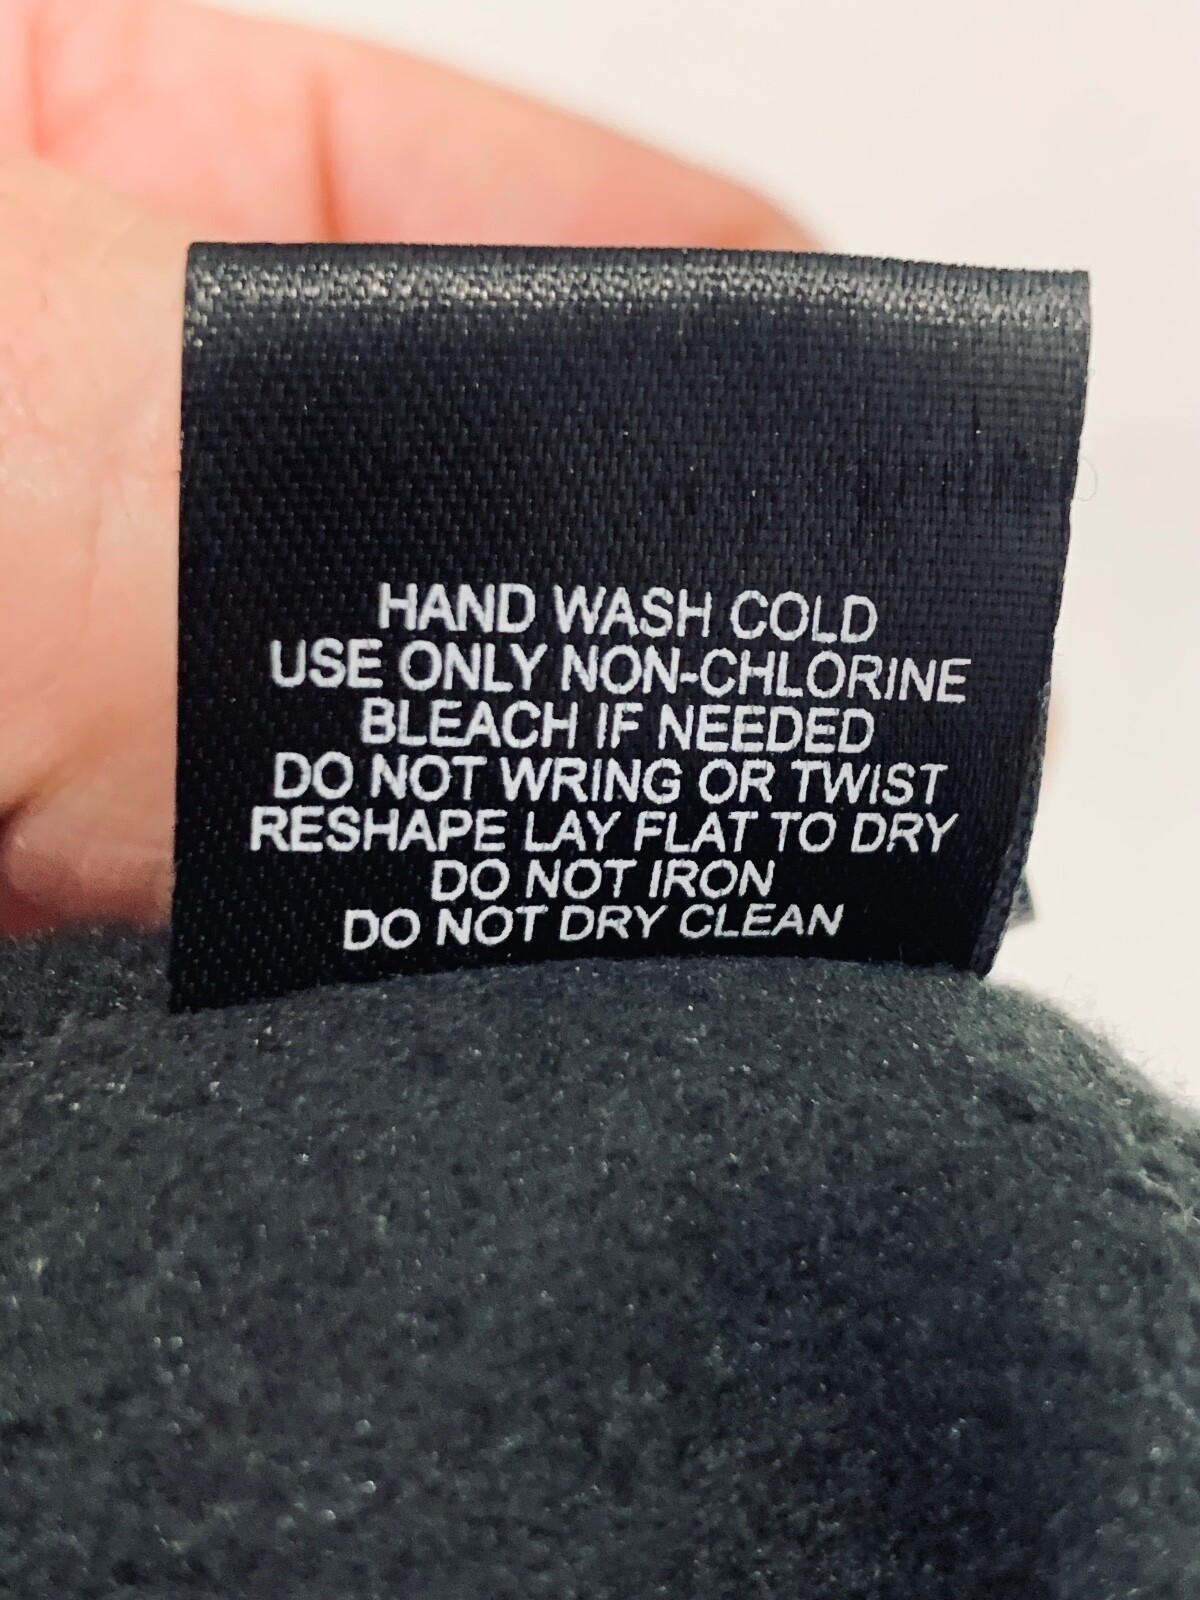 HAND WASH COLD
USE ONLY NON-CHLORINE
BLEACH IF NEEDED
DO NOT WRING OR TWIST
RESHAPE LAY FLAT TO DRY
DO NOT IRON
DO NOT DRY CLEAN